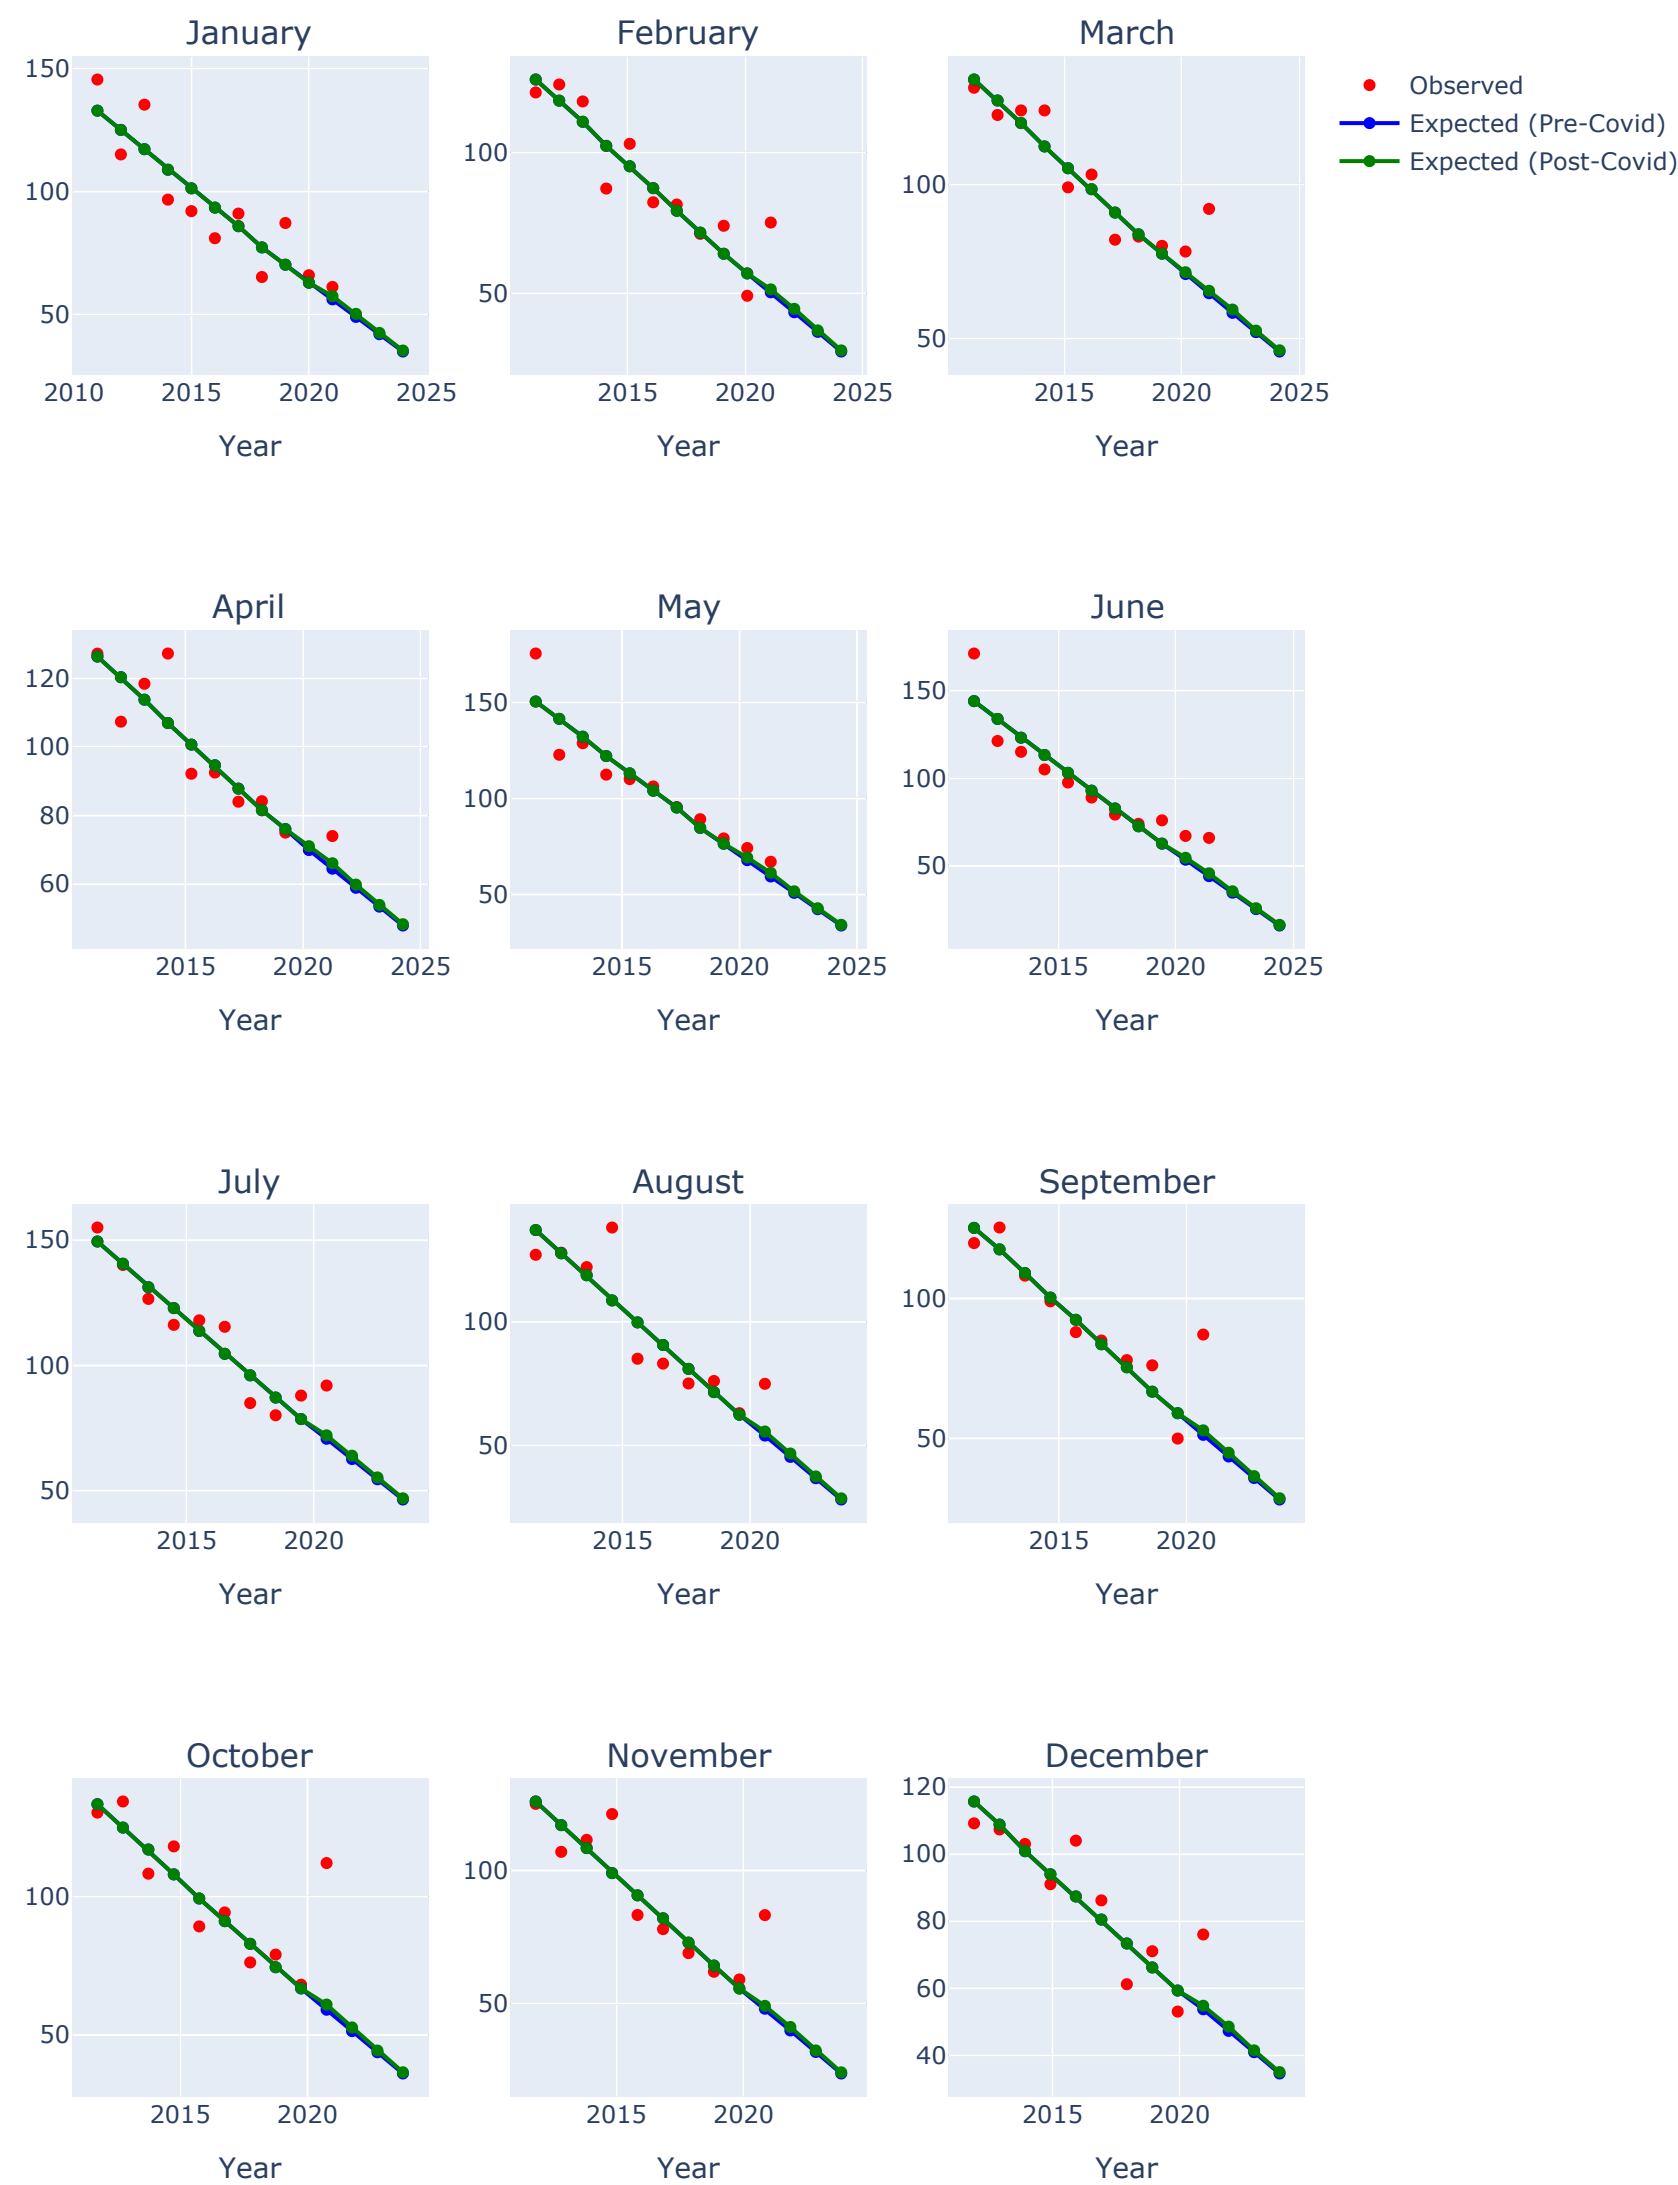 January
February
March
Observed
Expected (Pre-Covid)
Expected (Post-Covid)
150
100
50
2010
2015
2020
2025
Year
100
50
2015
2020
2025
Year
100
50
2015
2020
2025
Year
April
May
June
120
100
80
60
2015
2020
2025
Year
150
100
50
2015
2020
2025
Year
150
100
50
2015
2020
2025
Year
July
August
September
150
100
50
2015
2020
Year
100
50
2015
2020
Year
100
50
2015
2020
Year
October
November
December
100
50
2015
2020
Year
100
50
2015
2020
Year
120
100
80
60
40
2015
2020
Year